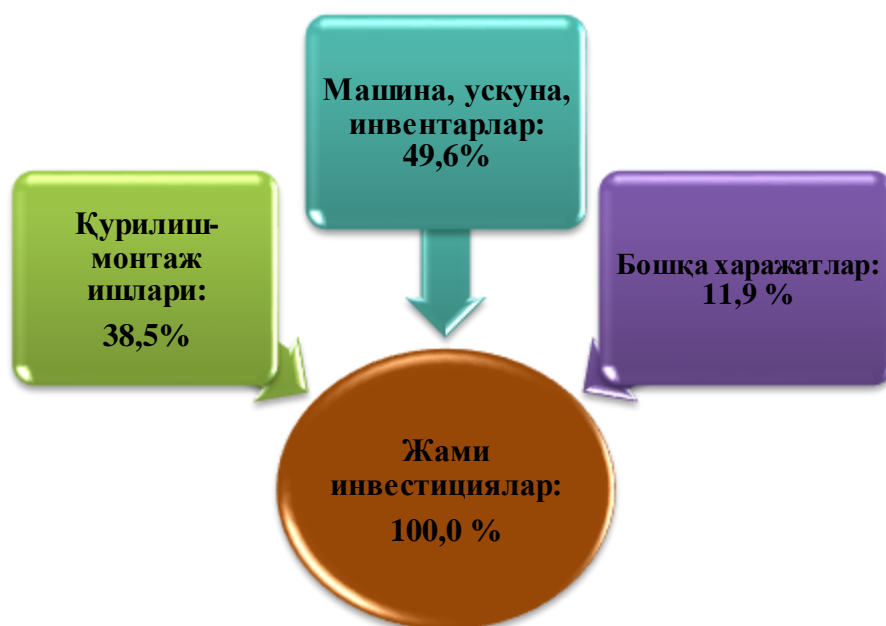 Машина, ускуна,
инвентарлар:
49,6%
Қурилиш-
монтаж
ишлари:
38,5%
Бошқа харажатлар:
11,9 %
Жами
инвестициялар:
100,0 %